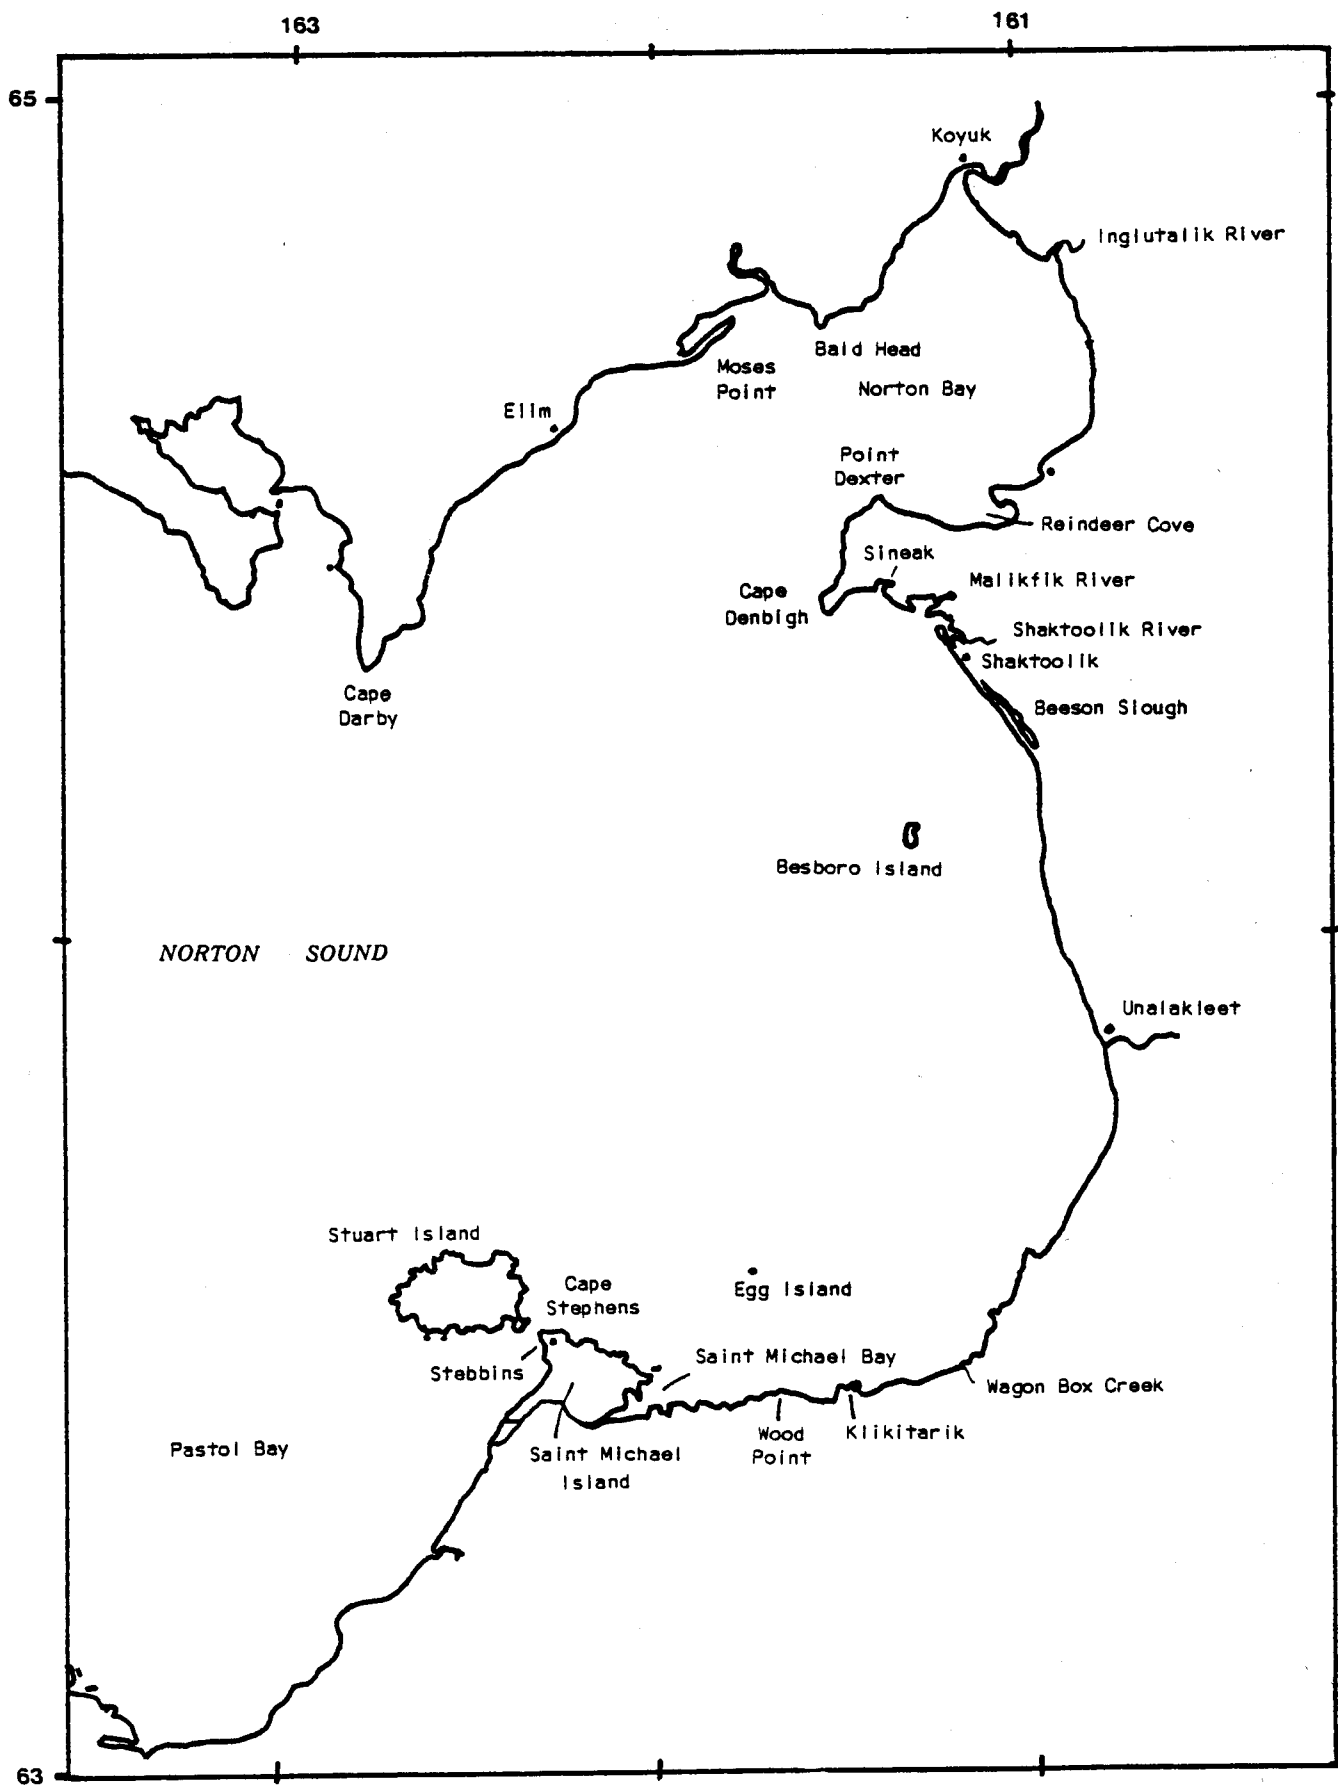 163
161
65
Koyuk
Inglutalik River
Bald Head
Moses
Point
Norton Bay
Elim
Point
Dexter
Reindeer Cove
Sineak
Malikfik River
Cape
Denbigh
Shaktoolik River
Shaktoolik
Cape
Darby
Beeson Slough
Besboro Island
NORTON SOUND
Unalakleet
Stuart Island
Cape
Stephens
Egg Island
Stebbins
Saint Michael Bay
Wagon Box Creek
Wood
Point
Klikitarik
Pastol Bay
Saint Michael
Island
63